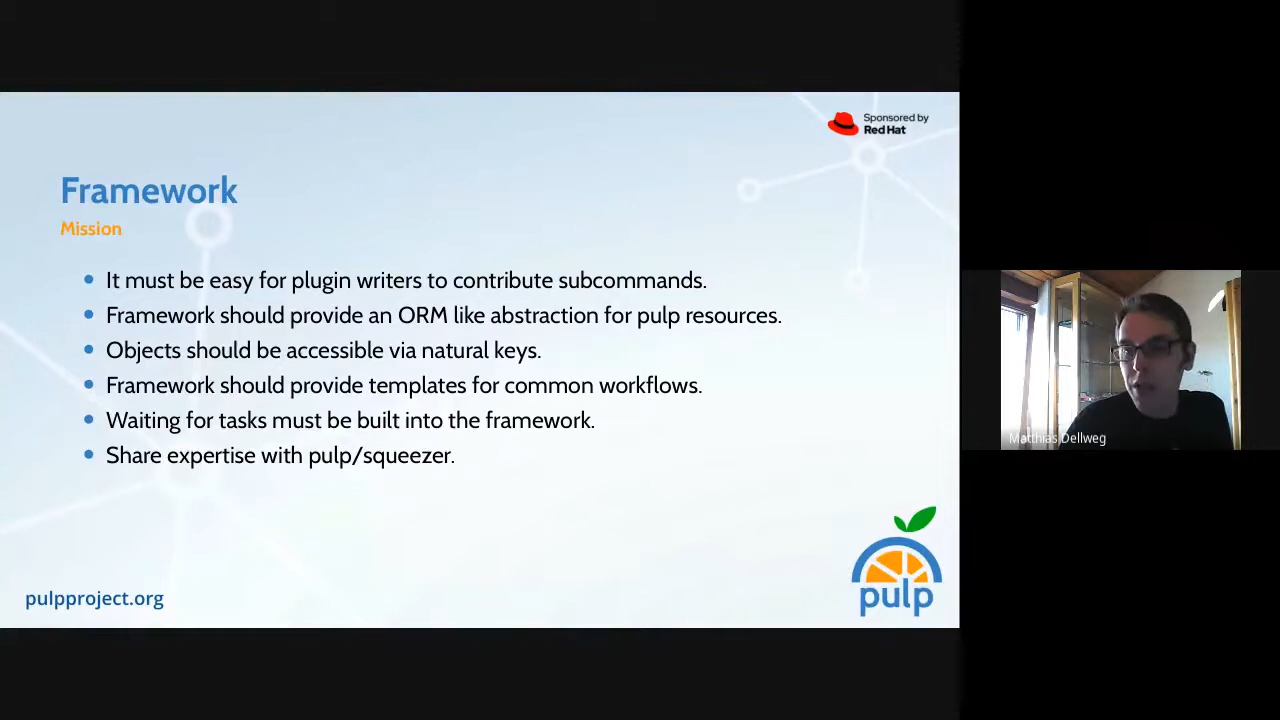 Sponsored by
Red Hat
Framework
Mission
It must be easy for plugin writers to contribute subcommands.
Framework should provide an ORM like abstraction for pulp resources.
Objects should be accessible via natural keys.
Framework should provide templates for common workflows.
Waiting for tasks must be built into the framework.
Share expertise with pulp/squeezer.
pulpproject.org
pulp
Matthias Dellweg